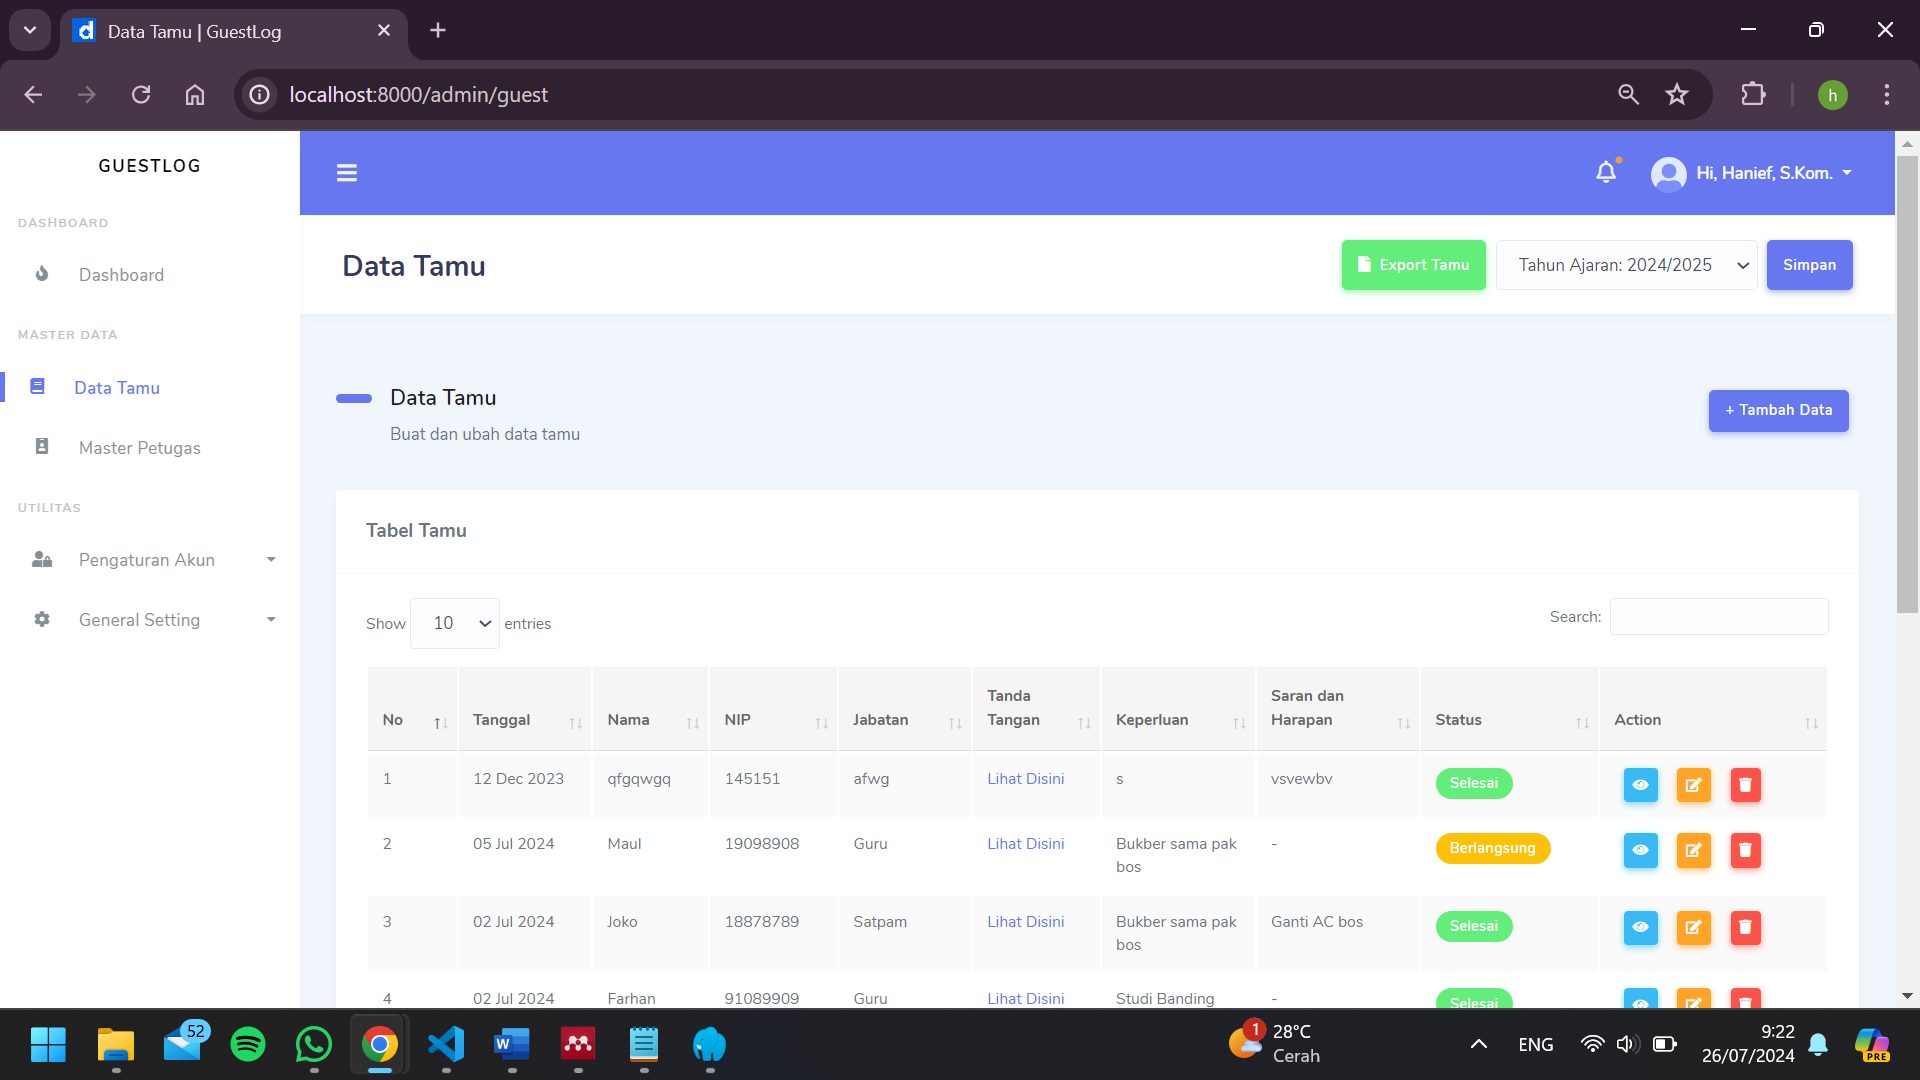 Data Tamu | GuestLog
localhost:8000/admin/guest
h
GUESTLOG
Hi, Hanief, S.Kom.
DASHBOARD
Dashboard
MASTER DATA
Data Tamu
Master Petugas
UTILITAS
Pengaturan Akun
General Setting
Data Tamu
Export Tamu
Tahun Ajaran: 2024/2025
Simpan
Data Tamu
Buat dan ubah data tamu
+ Tambah Data
Tabel Tamu
Show 10 entries
Search:
No Tanggal Nama NIP Jabatan Tanda Tangan Keperluan Saran dan Harapan Status Action
1 12 Dec 2023 qfgqwgq 145151 afwg Lihat Disini s vsvewbv Selesai
2 05 Jul 2024 Maul 19098908 Guru Lihat Disini Bukber sama pak bos - Berlangsung
3 02 Jul 2024 Joko 18878789 Satpam Lihat Disini Bukber sama pak bos Ganti AC bos Selesai
4 02 Jul 2024 Farhan 91089909 Guru Lihat Disini Studi Banding - Selesai
52
W
1
28°C
Cerah
ENG
9:22
26/07/2024
PRE